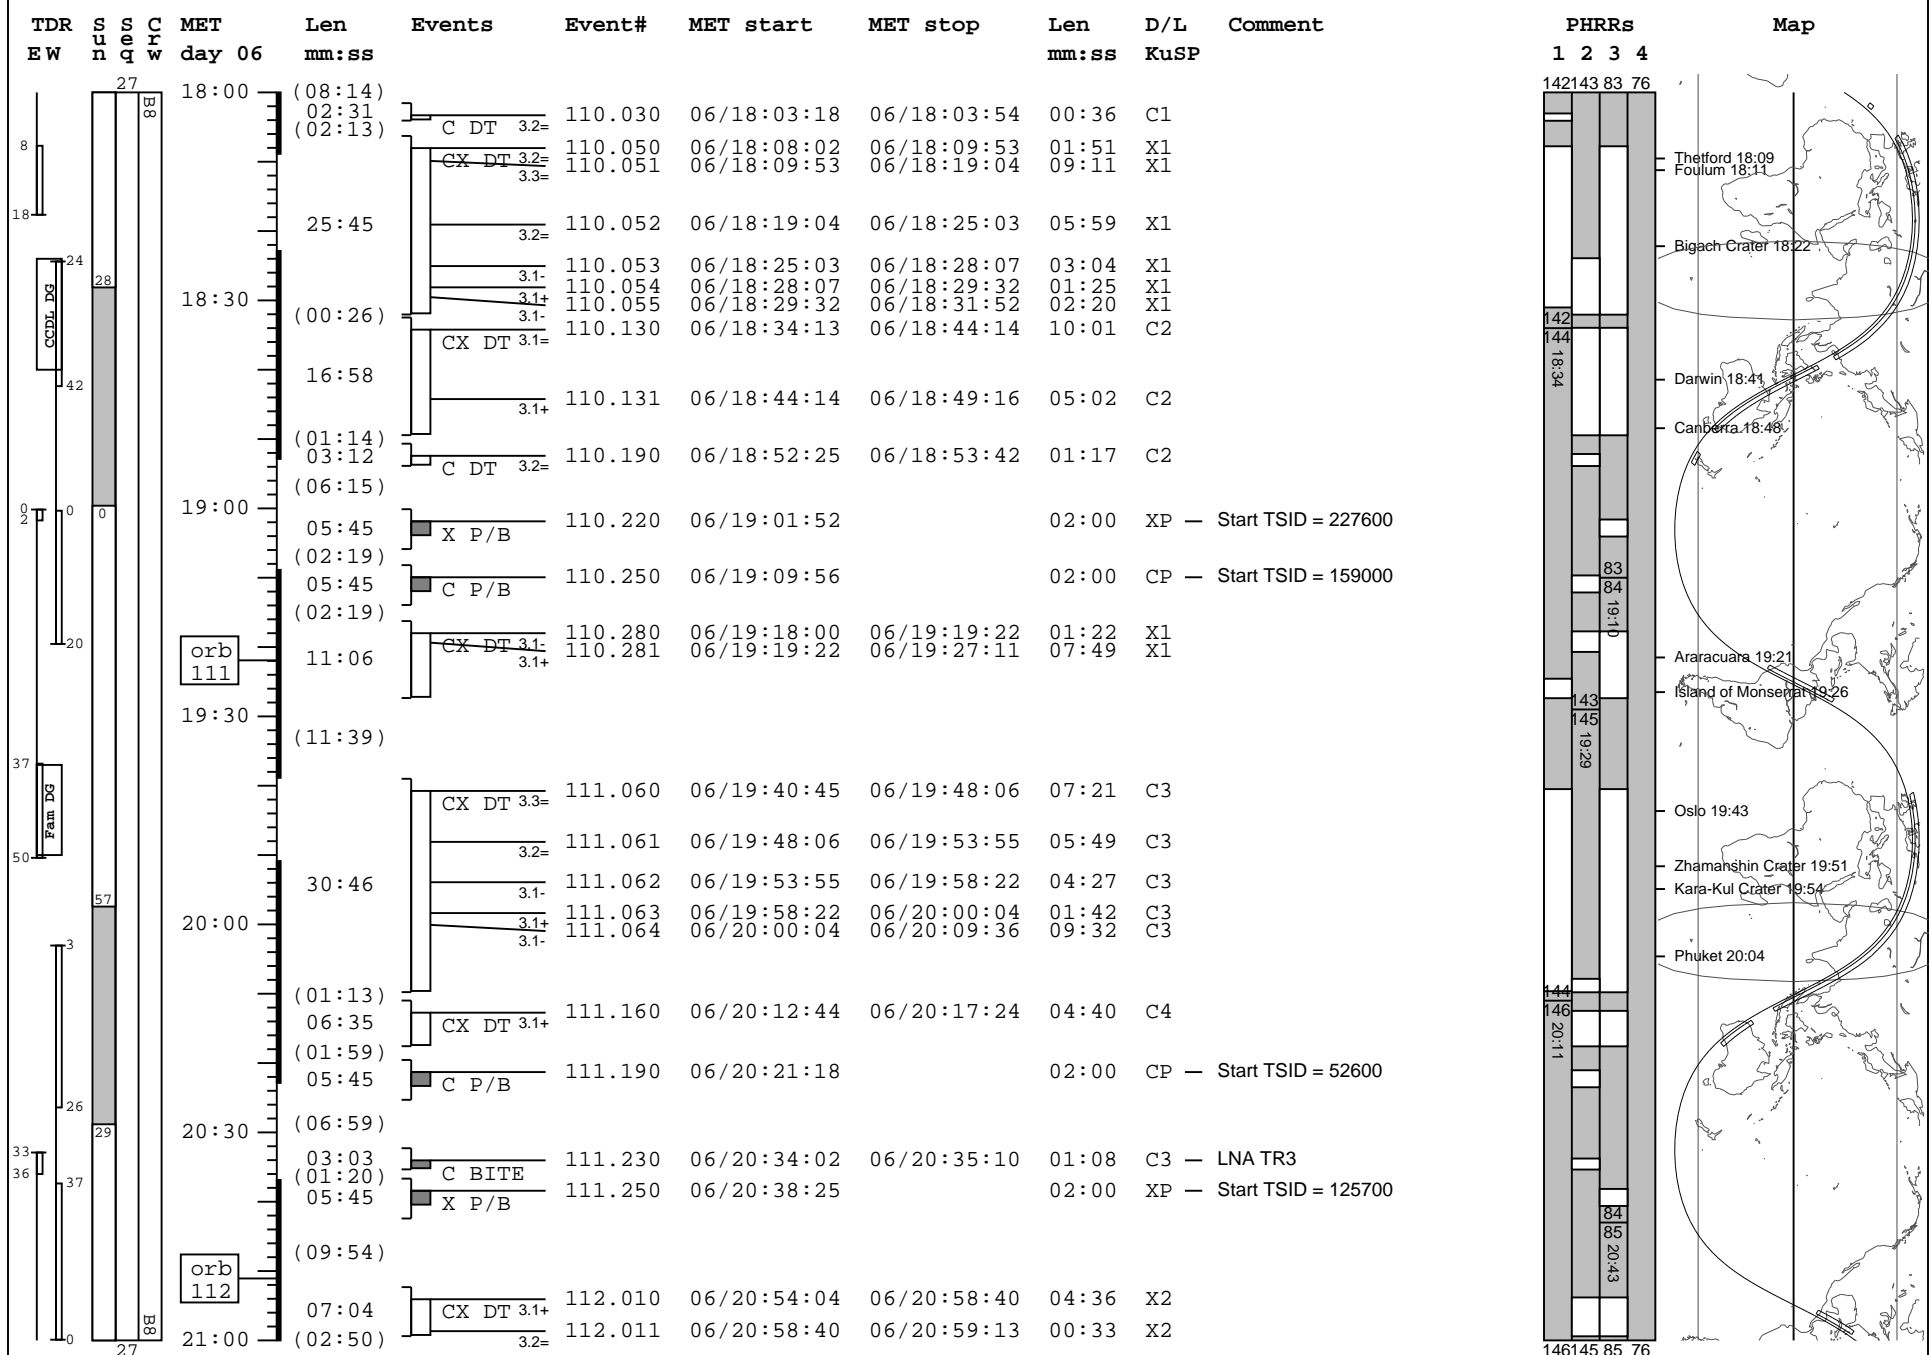 TDR Sun Seq Crw MET Len Events Event# MET start MET stop Len D/L Comment PHRRs Map
E W day 06 mm:ss mm:ss KuSP 1 2 3 4
27 142 143 83 76
18:00 (08:14) B8
02:31 C DT 3.2= 110.030 06/18:03:18 06/18:03:54 00:36 C1
(02:13)
8 CX DT 3.2= 110.050 06/18:08:02 06/18:09:53 01:51 X1 Thetford 18:09
3.3= 110.051 06/18:09:53 06/18:19:04 09:11 X1 Foulum 18:11
18
25:45 3.2= 110.052 06/18:19:04 06/18:25:03 05:59 X1
Bigach Crater 18:22
24 CCDL DG
3.1- 110.053 06/18:25:03 06/18:28:07 03:04 X1
28 3.1+ 110.054 06/18:28:07 06/18:29:32 01:25 X1
18:30 3.1- 110.055 06/18:29:32 06/18:31:52 02:20 X1
(00:26) 142
CX DT 3.1= 110.130 06/18:34:13 06/18:44:14 10:01 C2 144 18:34
16:58
42 Darwin 18:41
3.1+ 110.131 06/18:44:14 06/18:49:16 05:02 C2
Canberra 18:48
(01:14)
03:12 C DT 3.2= 110.190 06/18:52:25 06/18:53:42 01:17 C2
(06:15)
0 2 0 0 19:00
05:45 X P/B 110.220 06/19:01:52 02:00 XP — Start TSID = 227600
(02:19) 83
05:45 C P/B 110.250 06/19:09:56 02:00 CP — Start TSID = 159000 84 19:10
(02:19)
20 CX DT 3.1- 110.280 06/19:18:00 06/19:19:22 01:22 X1
orb 111 11:06 3.1+ 110.281 06/19:19:22 06/19:27:11 07:49 X1
Araracuara 19:21
Island of Monserrat 19:26
19:30 143
145 19:29
(11:39)
37 Fam DG
CX DT 3.3= 111.060 06/19:40:45 06/19:48:06 07:21 C3
Oslo 19:43
50 3.2= 111.061 06/19:48:06 06/19:53:55 05:49 C3
Zhamanshin Crater 19:51
30:46 3.1- 111.062 06/19:53:55 06/19:58:22 04:27 C3 Kara-Kul Crater 19:54
57 3.1+ 111.063 06/19:58:22 06/20:00:04 01:42 C3
20:00 3.1- 111.064 06/20:00:04 06/20:09:36 09:32 C3
3 Phuket 20:04
(01:13) 144
06:35 CX DT 3.1+ 111.160 06/20:12:44 06/20:17:24 04:40 C4 146 20:11
(01:59)
05:45 C P/B 111.190 06/20:21:18 02:00 CP — Start TSID = 52600
26
(06:59)
29 20:30
33 03:03 C BITE 111.230 06/20:34:02 06/20:35:10 01:08 C3 — LNA TR3
36 (01:20)
37 05:45 X P/B 111.250 06/20:38:25 02:00 XP — Start TSID = 125700
84
85 20:43
(09:54)
orb 112
07:04 CX DT 3.1+ 112.010 06/20:54:04 06/20:58:40 04:36 X2
B8
0 21:00 (02:50) 3.2= 112.011 06/20:58:40 06/20:59:13 00:33 X2
27 146 145 85 76